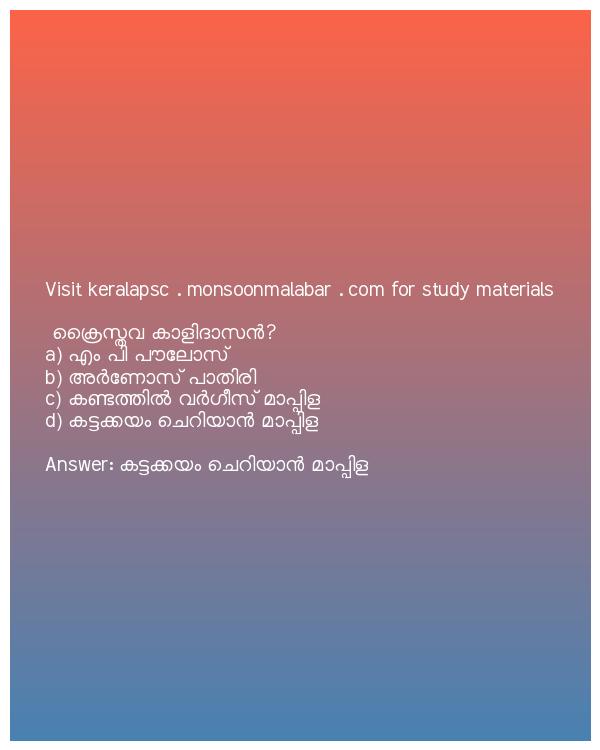 Visit keralapsc . monsoonmalabar . com for study materials
ക്രൈസ്തവ കാളിദാസൻ?
a) എം പി പൗലോസ്
b) അർണോസ് പാതിരി
c) കണ്ടത്തിൽ വർഗീസ് മാപ്പിള
d) കട്ടക്കയം ചെറിയാൻ മാപ്പിള
Answer: കട്ടക്കയം ചെറിയാൻ മാപ്പിള